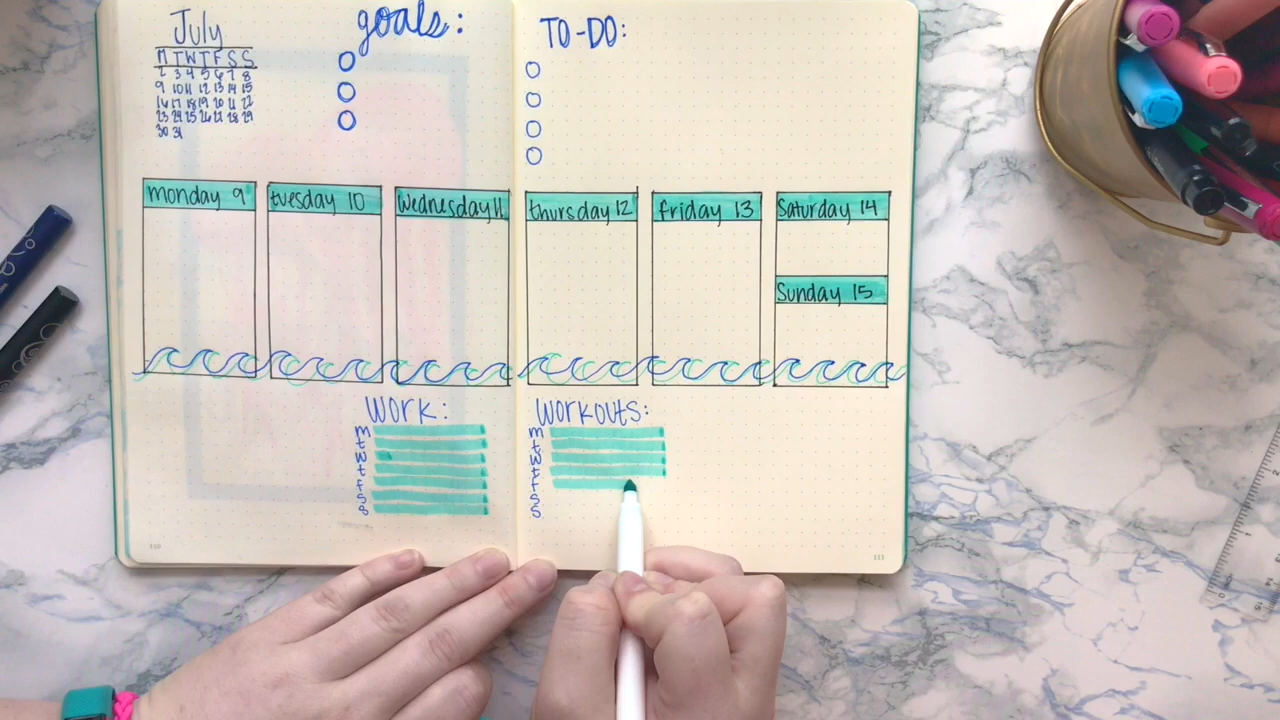 July
M T W T F S S
2 3 4 5 6 7 8
9 10 11 12 13 14 15
16 17 18 19 20 21 22
23 24 25 26 27 28 29
30 31
goals:
TO-DO:
monday 9
tuesday 10
Wednesday 11
thursday 12
friday 13
Saturday 14
Sunday 15
WORK:
m
t
w
t
f
S
S
WORKOUTS:
m
t
w
t
f
S
S
110
111